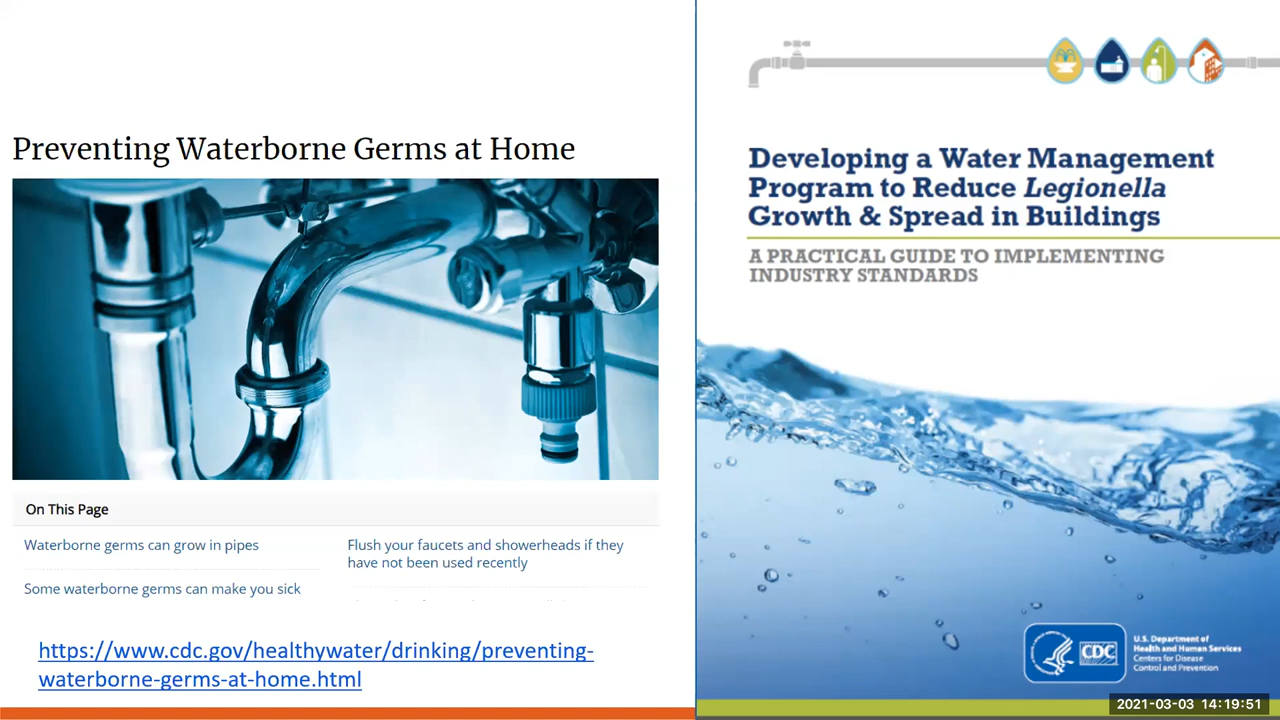 Preventing Waterborne Germs at Home
On This Page
Waterborne germs can grow in pipes
Some waterborne germs can make you sick
Flush your faucets and showerheads if they
have not been used recently
https://www.cdc.gov/healthywater/drinking/preventing-
waterborne-germs-at-home.html
Developing a Water Management
Program to Reduce Legionella
Growth & Spread in Buildings
A PRACTICAL GUIDE TO IMPLEMENTING
INDUSTRY STANDARDS
CDC
U.S. Department of
Health and Human Services
Centers for Disease
Control and Prevention
2021-03-03 14:19:51